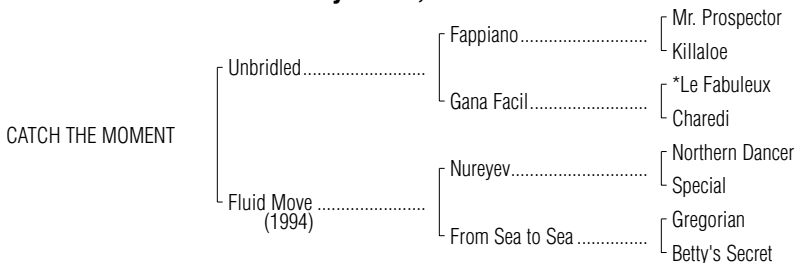 Mr. Prospector
Fappiano
Killaloe
Unbridled
*Le Fabuleux
Gana Facil
Charedi
CATCH THE MOMENT
Northern Dancer
Nureyev
Special
Fluid Move
(1994)
Gregorian
From Sea to Sea
Betty's Secret